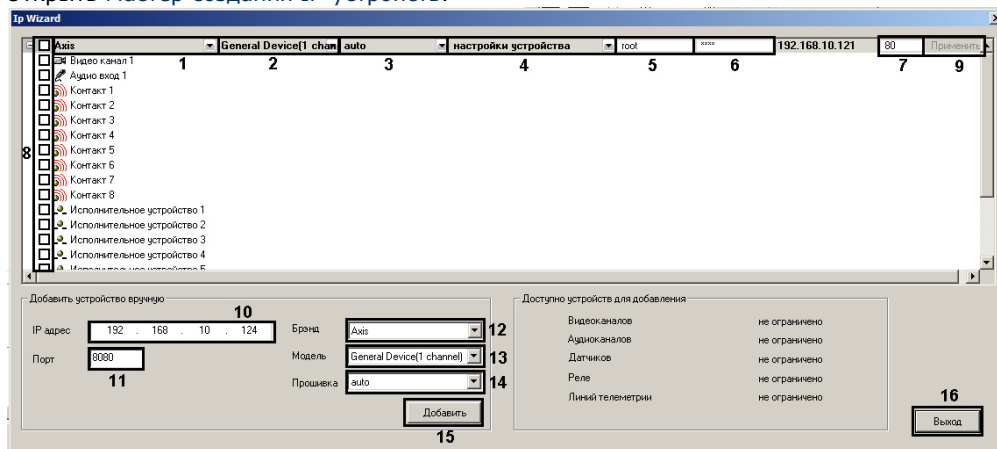 Ip Wizard
Axis General Device(1 chan auto настройки устройства root **** 192.168.10.121 80 Применить
1 2 3 4 5 6 7 9
Видео канал 1
Аудио вход 1
Контакт 1
Контакт 2
Контакт 3
Контакт 4
8 Контакт 5
Контакт 6
Контакт 7
Контакт 8
Исполнительное устройство 1
Исполнительное устройство 2
Исполнительное устройство 3
Исполнительное устройство 4
Добавить устройство вручную
10
IP адрес 192 . 168 . 10 . 124
Порт 8080
11
Брэнд Axis 12
Модель General Device(1 channel) 13
Прошивка auto 14
Добавить
15
Доступно устройств для добавления
Видеоканалов не ограничено
Аудиоканалов не ограничено
Датчиков не ограничено
Реле не ограничено
Линий телеметрии не ограничено
16
Выход